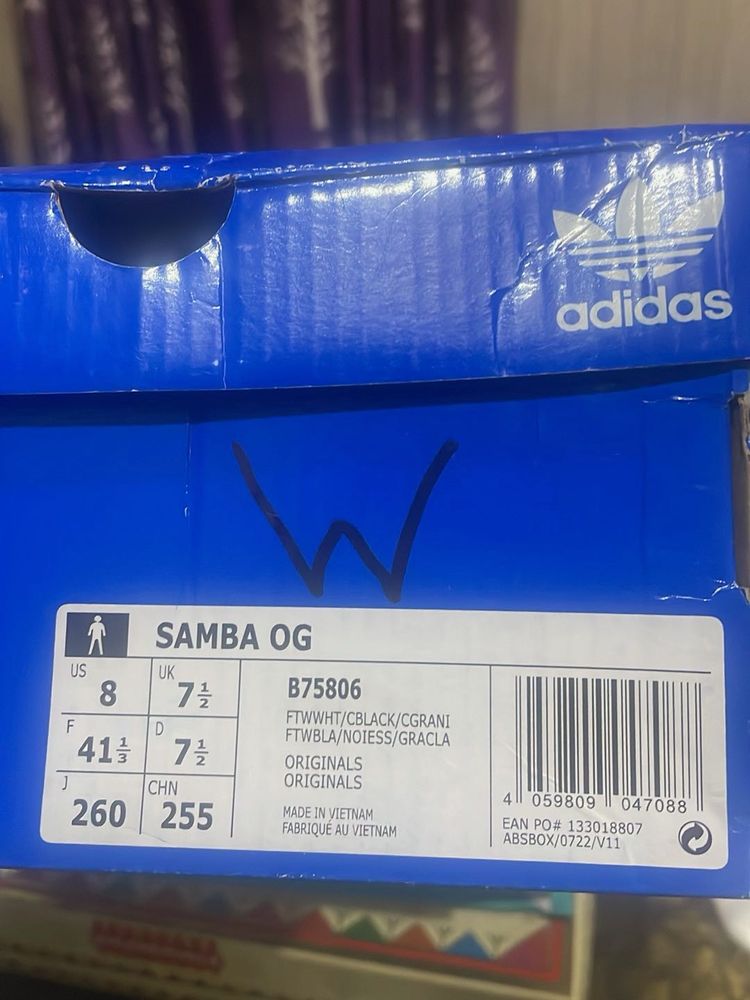 adidas
W
SAMBA OG
US
8
UK
7 1/2
F
41 1/3
D
7 1/2
J
260
CHN
255
B75806
FTWWHT/CBLACK/CGRANI
FTWBLA/NOIESS/GRACLA
ORIGINALS
ORIGINALS
MADE IN VIETNAM
FABRIQUÉ AU VIETNAM
4 059809 047088
EAN PO# 133018807
ABSBOX/0722/V11